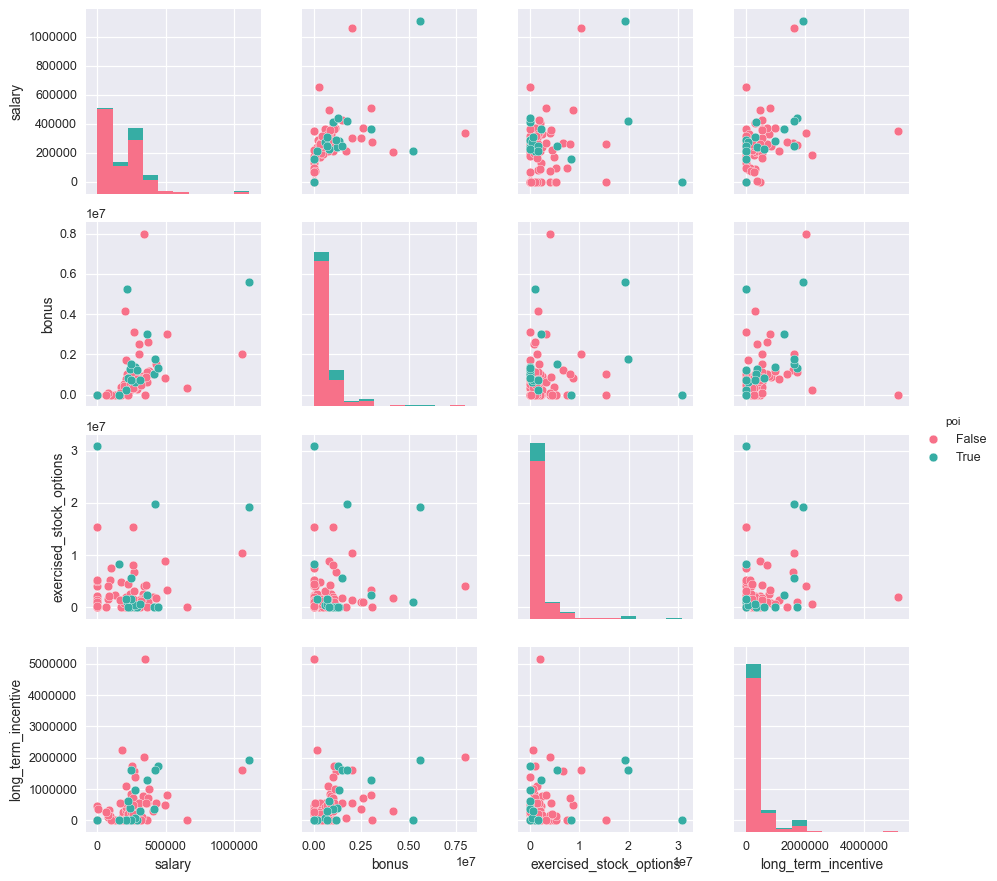 salary
1000000
800000
600000
400000
200000
0
1e7
bonus
0.8
0.6
0.4
0.2
0.0
1e7
exercised_stock_options
3
2
1
0
poi
False
True
long_term_incentive
5000000
4000000
3000000
2000000
1000000
0
0 500000 1000000
salary
0.00 0.25 0.50 0.75
1e7
bonus
0 1 2 3
1e7
exercised_stock_options
0 2000000 4000000
long_term_incentive